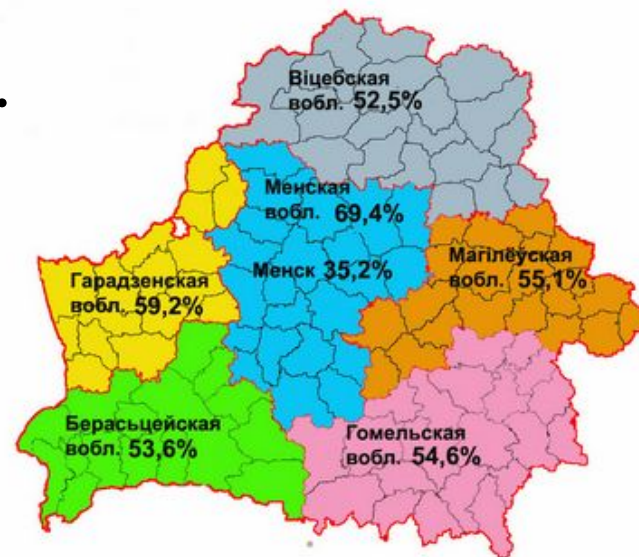 Віцебская
вобл. 52,5%
Менская
вобл. 69,4%
Менск 35,2%
Магілёўская
вобл. 55,1%
Гарадзенская
вобл. 59,2%
Берасьцейская
вобл. 53,6%
Гомельская
вобл. 54,6%